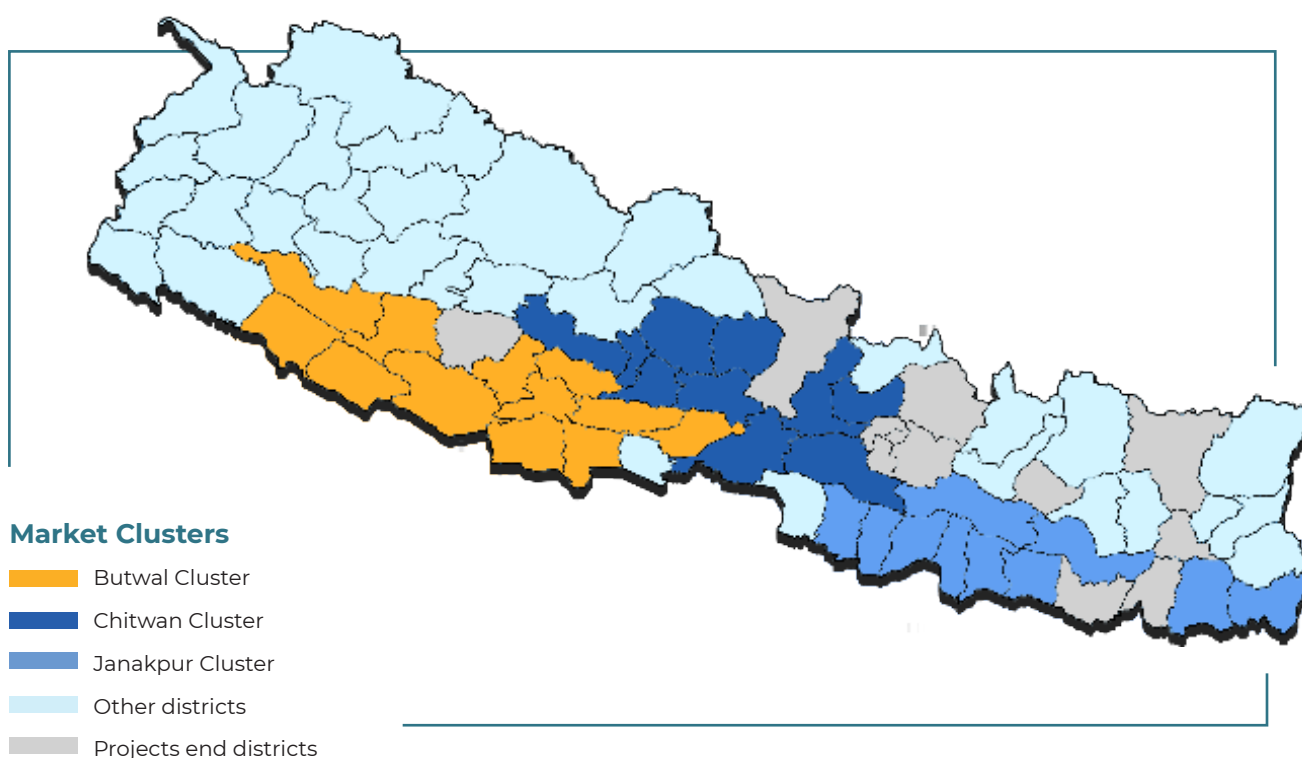 Market Clusters
Butwal Cluster
Chitwan Cluster
Janakpur Cluster
Other districts
Projects end districts